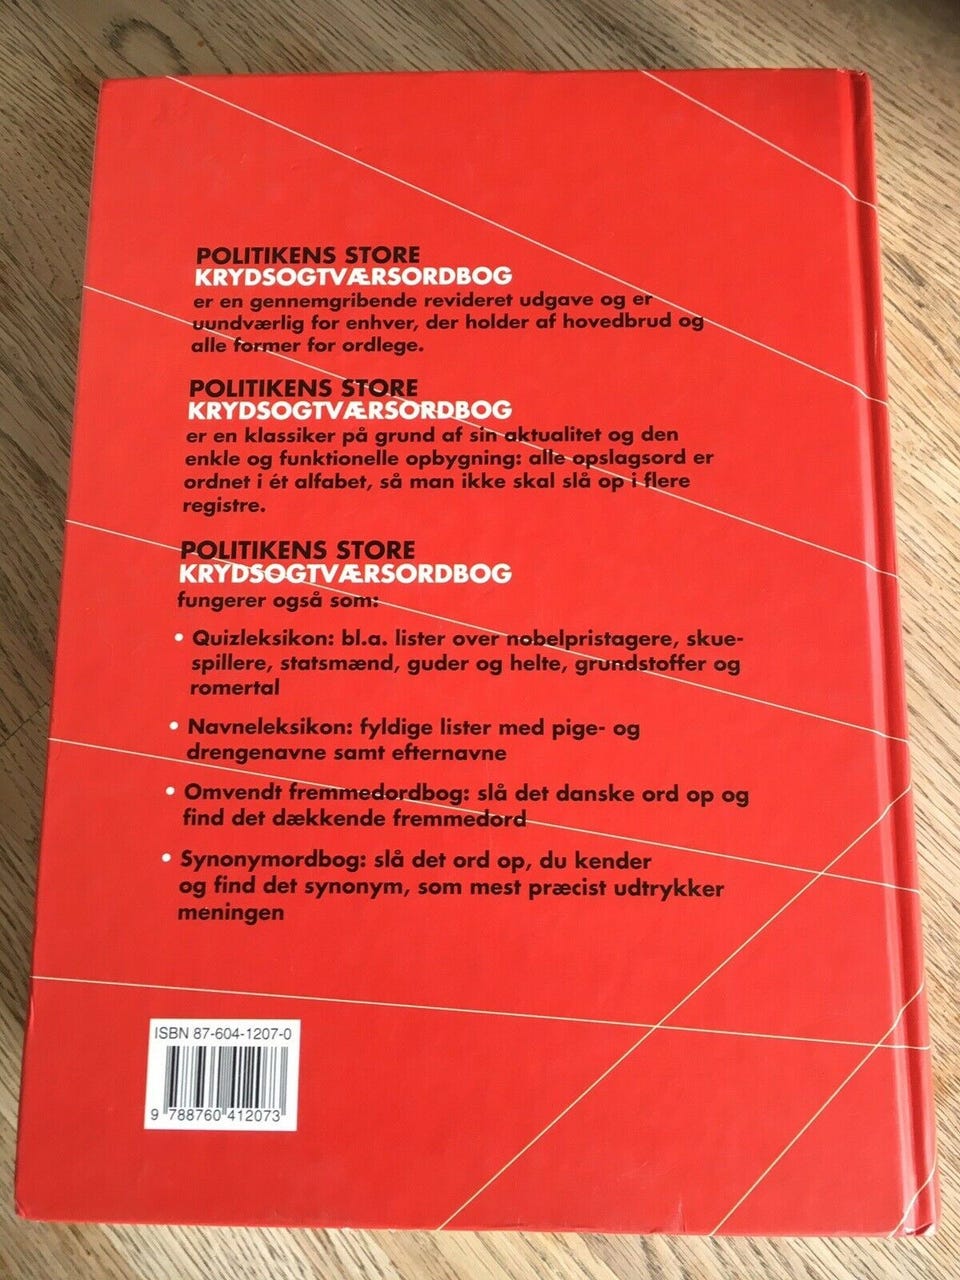 POLITIKENS STORE
KRYDSOGTVÆRSORDBOG
er en gennemgribende revideret udgave og er
uundværlig for enhver, der holder af hovedbrud og
alle former for ordlege.
POLITIKENS STORE
KRYDSOGTVÆRSORDBOG
er en klassiker på grund af sin aktualitet og den
enkle og funktionelle opbygning: alle opslagsord er
ordnet i ét alfabet, så man ikke skal slå op i flere
registre.
POLITIKENS STORE
KRYDSOGTVÆRSORDBOG
fungerer også som:
• Quizleksikon: bl.a. lister over nobelpristagere, skue-
spillere, statsmænd, guder og helte, grundstoffer og
romertal
• Navneleksikon: fyldige lister med pige- og
drengenavne samt efternavne
• Omvendt fremmedordbog: slå det danske ord op og
find det dækkende fremmedord
• Synonymordbog: slå det ord op, du kender
og find det synonym, som mest præcist udtrykker
meningen
ISBN 87-604-1207-0
9 788760 412073